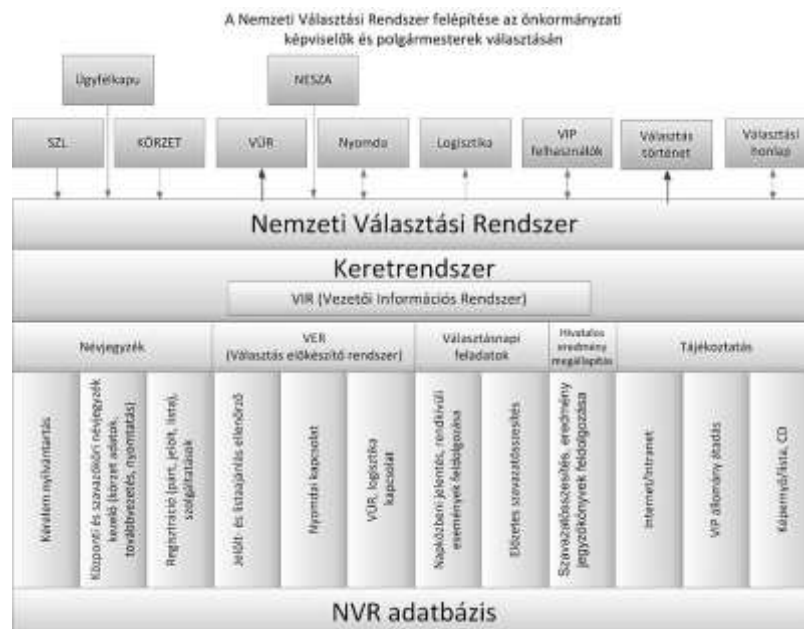 A Nemzeti Választási Rendszer felépítése az önkormányzati
képviselők és polgármesterek választásán
Ügyfélkapu
NESZA
SZL
KÖRZET
VÜR
Nyomda
Logisztika
VIP
felhasználók
Választás
történet
Választási
honlap
Nemzeti Választási Rendszer
Keretrendszer
VIR (Vezetői Információs Rendszer)
Névjegyzék
VER
(Választás előkészítő rendszer)
Választásnapi
feladatok
Hivatalos
eredmény
megállapítás
Tájékoztatás
Kérelem nyilvántartás
Központi és szavazóköri névjegyzék
kezelő (körzet adatok,
továbbvezetés, nyomtatás)
Regisztráció (párt, jelölt, lista),
szolgáltatások
Jelölt- és listaajánlás ellenőrző
Nyomdai kapcsolat
VÜR, logisztika
kapcsolat
Napközbeni jelentés, rendkívüli
események feldolgozása
Előzetes szavazatösszesítés
Szavazatösszesítés, eredmény
jegyzőkönyvek feldolgozása
Internet/Intranet
VIP állomány átadás
Képernyő/lista, CD
NVR adatbázis